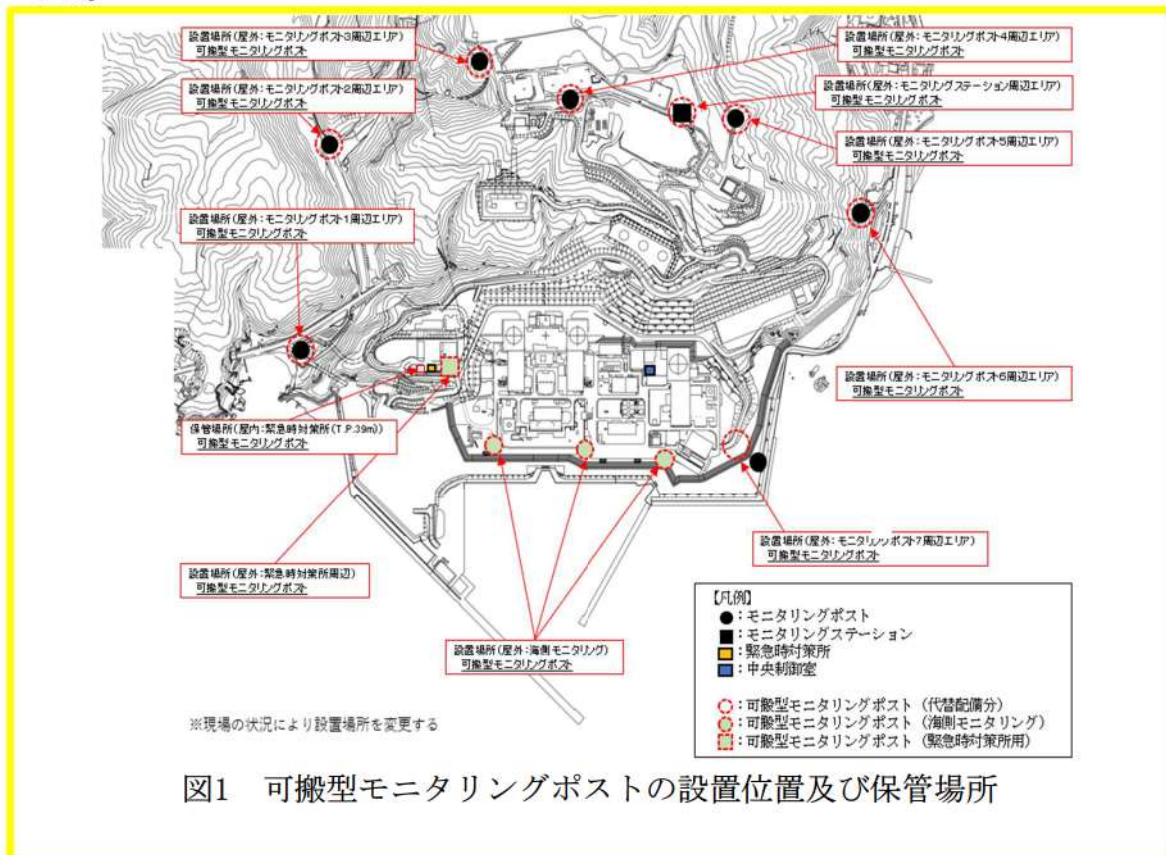 設置場所(屋外:モニタリングポスト3周辺エリア)
可搬型モニタリングポスト
設置場所(屋外:モニタリングポスト4周辺エリア)
可搬型モニタリングポスト
設置場所(屋外:モニタリングポスト2周辺エリア)
可搬型モニタリングポスト
設置場所(屋外:モニタリングステーション周辺エリア)
可搬型モニタリングポスト
設置場所(屋外:モニタリングポスト5周辺エリア)
可搬型モニタリングポスト
設置場所(屋外:モニタリングポスト1周辺エリア)
可搬型モニタリングポスト
設置場所(屋外:モニタリングポスト6周辺エリア)
可搬型モニタリングポスト
保管場所(屋内:緊急時対策所(T.P.39m))
可搬型モニタリングポスト
設置場所(屋外:モニタリングポスト7周辺エリア)
可搬型モニタリングポスト
設置場所(屋外:緊急時対策所周辺)
可搬型モニタリングポスト
設置場所(屋外:海側モニタリング)
可搬型モニタリングポスト
【凡例】
:モニタリングポスト
:モニタリングステーション
:緊急時対策所
:中央制御室
:可搬型モニタリングポスト(代替配備分)
:可搬型モニタリングポスト(海側モニタリング)
:可搬型モニタリングポスト(緊急時対策所用)
※現場の状況により設置場所を変更する
図1 可搬型モニタリングポストの設置位置及び保管場所